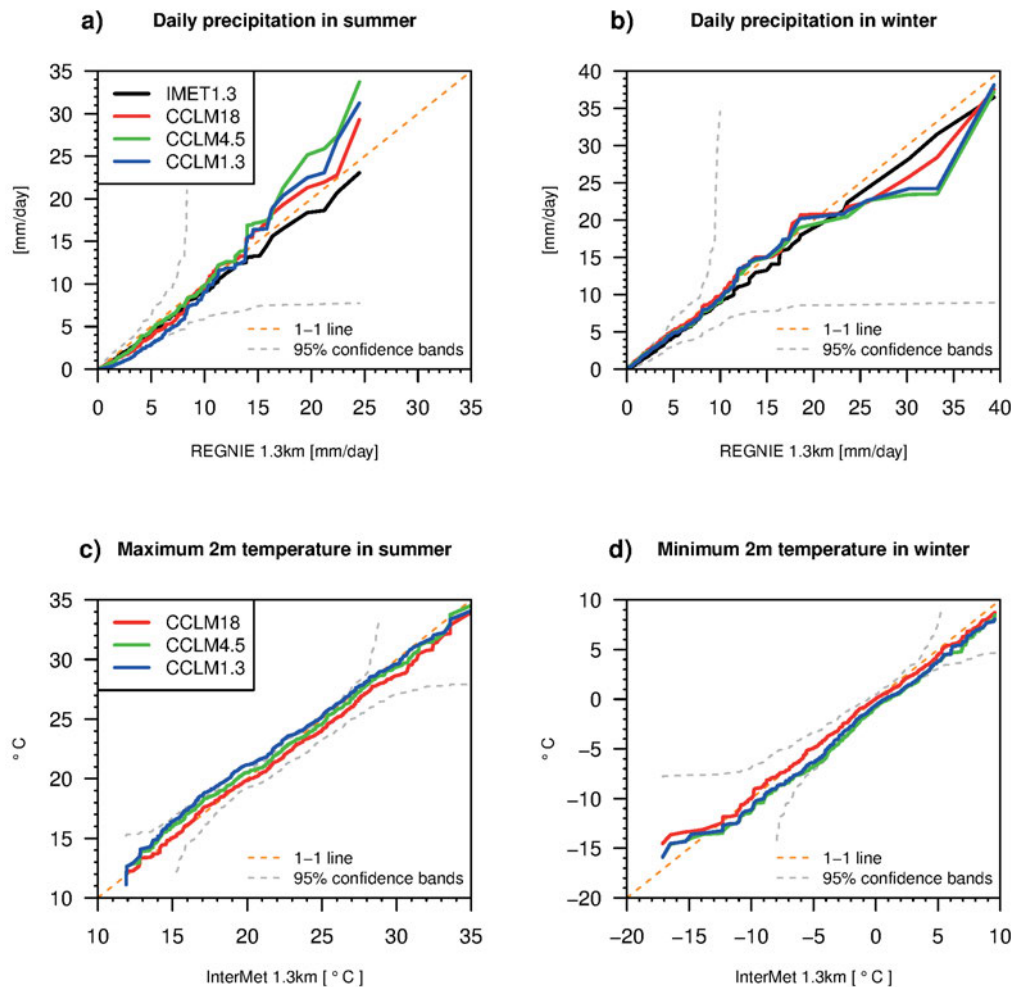 a) Daily precipitation in summer
35
30
25
20
15
10
5
0
[mm/day]
IMET1.3
CCLM18
CCLM4.5
CCLM1.3
1−1 line
95% confidence bands
0 5 10 15 20 25 30 35
REGNIE 1.3km [mm/day]
b) Daily precipitation in winter
40
35
30
25
20
15
10
5
0
[mm/day]
1−1 line
95% confidence bands
0 5 10 15 20 25 30 35 40
REGNIE 1.3km [mm/day]
c) Maximum 2m temperature in summer
35
30
25
20
15
10
° C
CCLM18
CCLM4.5
CCLM1.3
1−1 line
95% confidence bands
10 15 20 25 30 35
InterMet 1.3km [ ° C ]
d) Minimum 2m temperature in winter
10
5
0
−5
−10
−15
−20
° C
1−1 line
95% confidence bands
−20 −15 −10 −5 0 5 10
InterMet 1.3km [ ° C ]